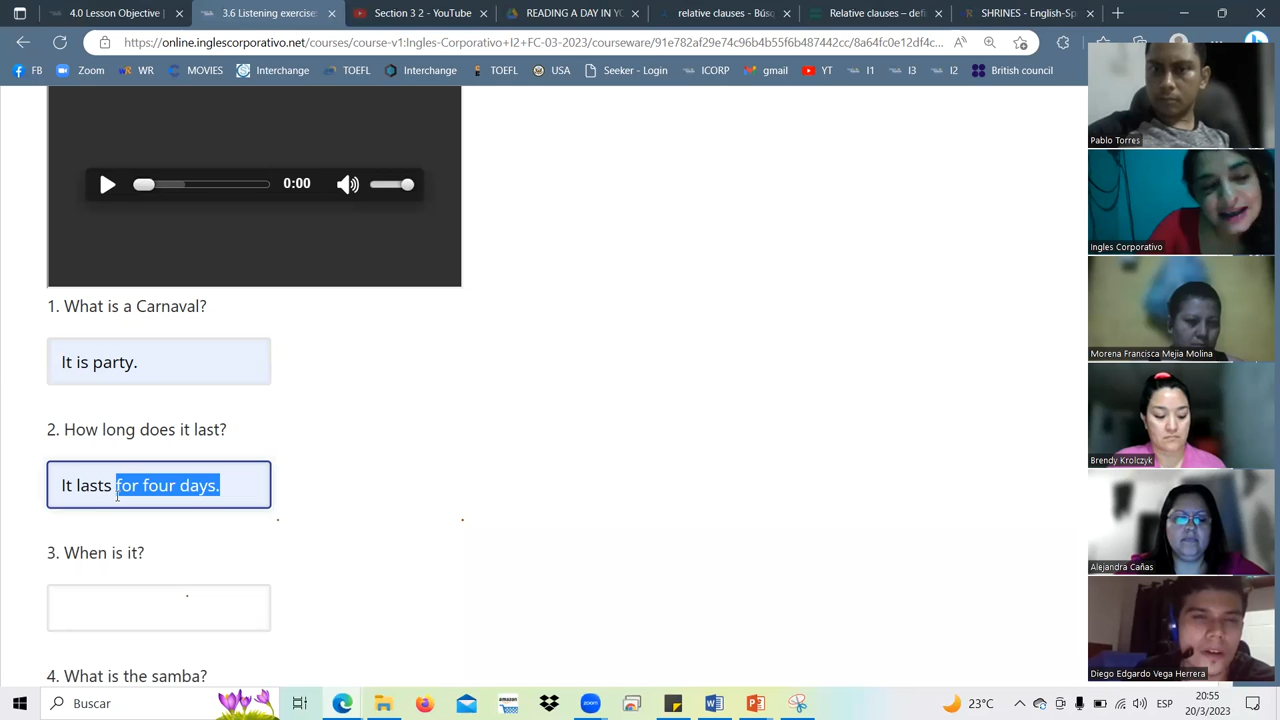 4.0 Lesson Objective |
3.6 Listening exercise:
Section 3 2 - YouTube
READING A DAY IN YO
relative clauses - Búsq
Relative clauses – defi
SHRINES - English-Sp
https://online.inglescorporativo.net/courses/course-v1:Ingles-Corporativo+I2+FC-03-2023/courseware/91e782af29e74c96b4b55f6b487442cc/8a64fc0e12df4c...
FB
Zoom
WR
MOVIES
Interchange
TOEFL
Interchange
TOEFL
USA
Seeker - Login
ICORP
gmail
YT
I1
I3
I2
British council
0:00
1. What is a Carnaval?
It is party.
2. How long does it last?
It lasts for four days.
3. When is it?
4. What is the samba?
Pablo Torres
Ingles Corporativo
Morena Francisca Mejia Molina
Brendy Krolczyk
Alejandra Cañas
Diego Edgardo Vega Herrera
Buscar
amazon
zoom
23°C
ESP
20:55
20/3/2023